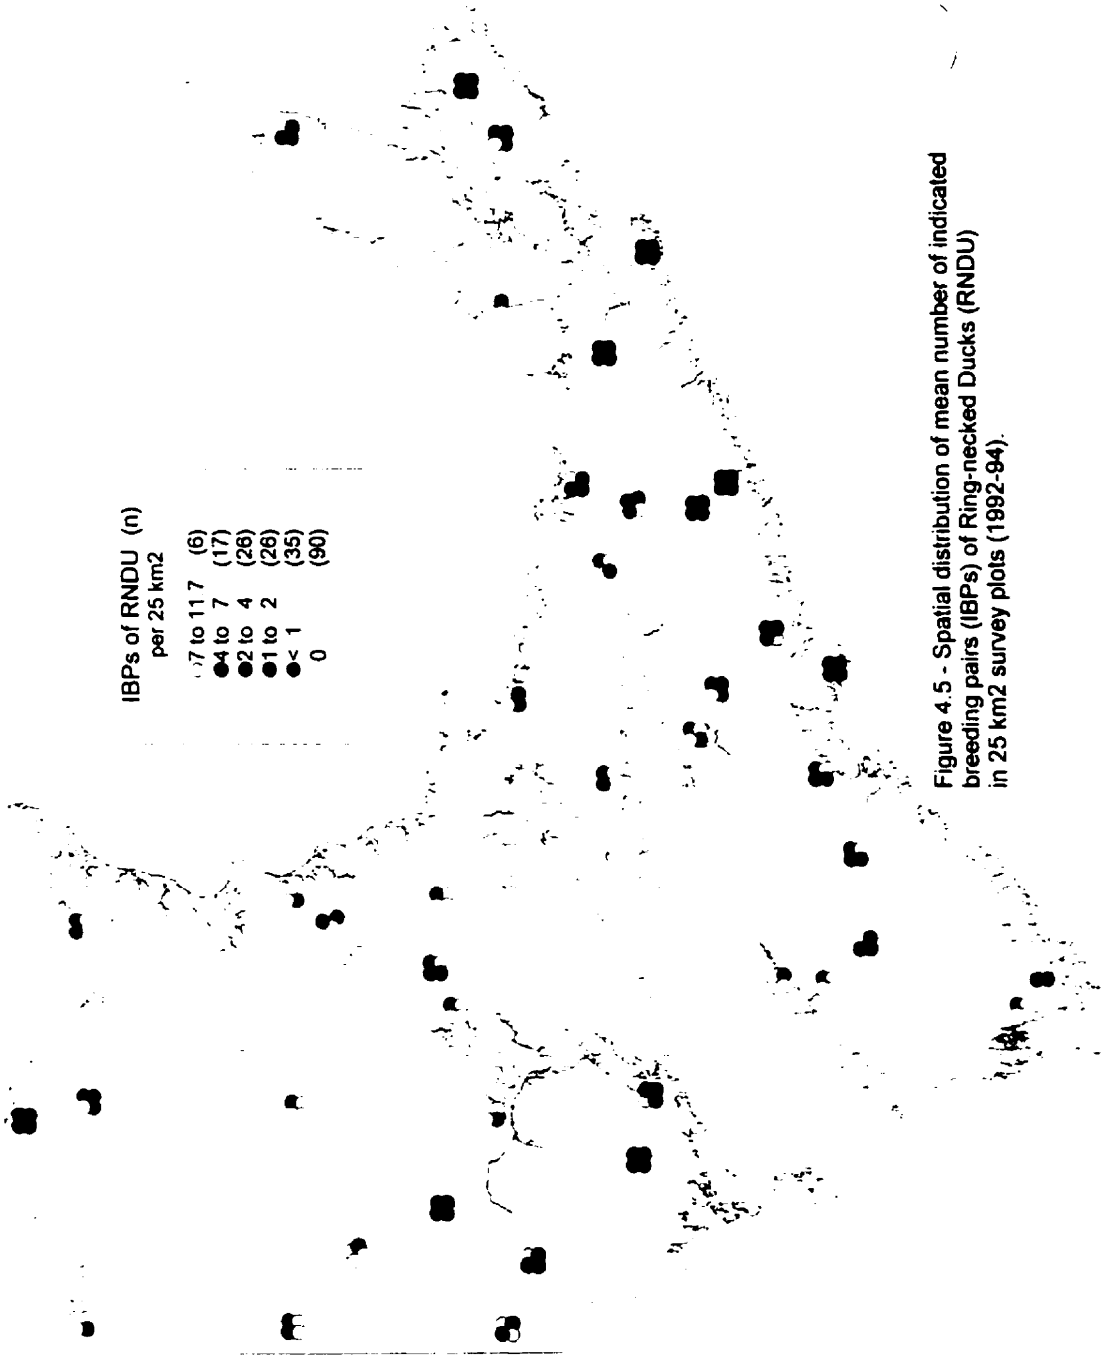 IBPs of RNDU (n)
per 25 km2
7 to 11 7 (6)
4 to 7 (17)
2 to 4 (26)
1 to 2 (26)
< 1 (35)
0 (90)
Figure 4.5 - Spatial distribution of mean number of indicated
breeding pairs (IBPs) of Ring-necked Ducks (RNDU)
in 25 km2 survey plots (1992-94).